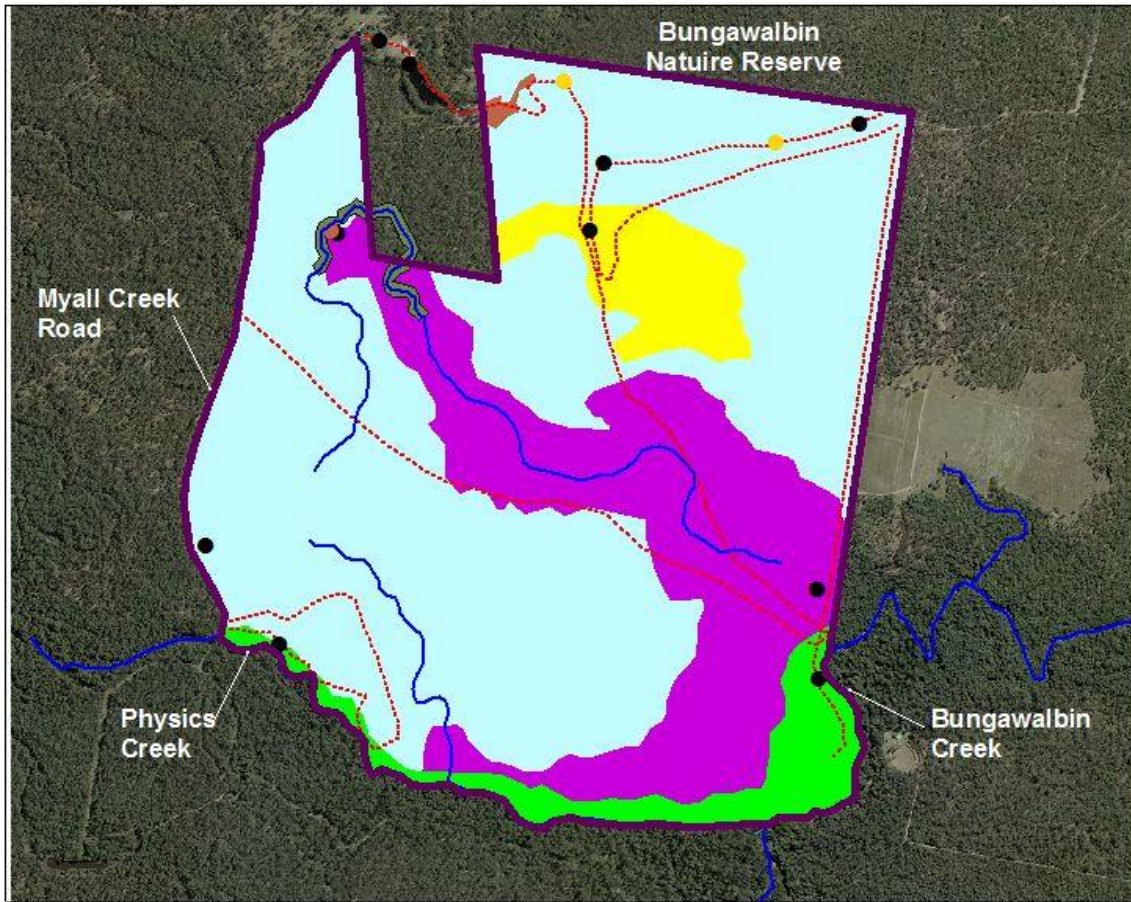 Bungawalbin
Natuire Reserve
Myall Creek
Road
Physics
Creek
Bungawalbin
Creek